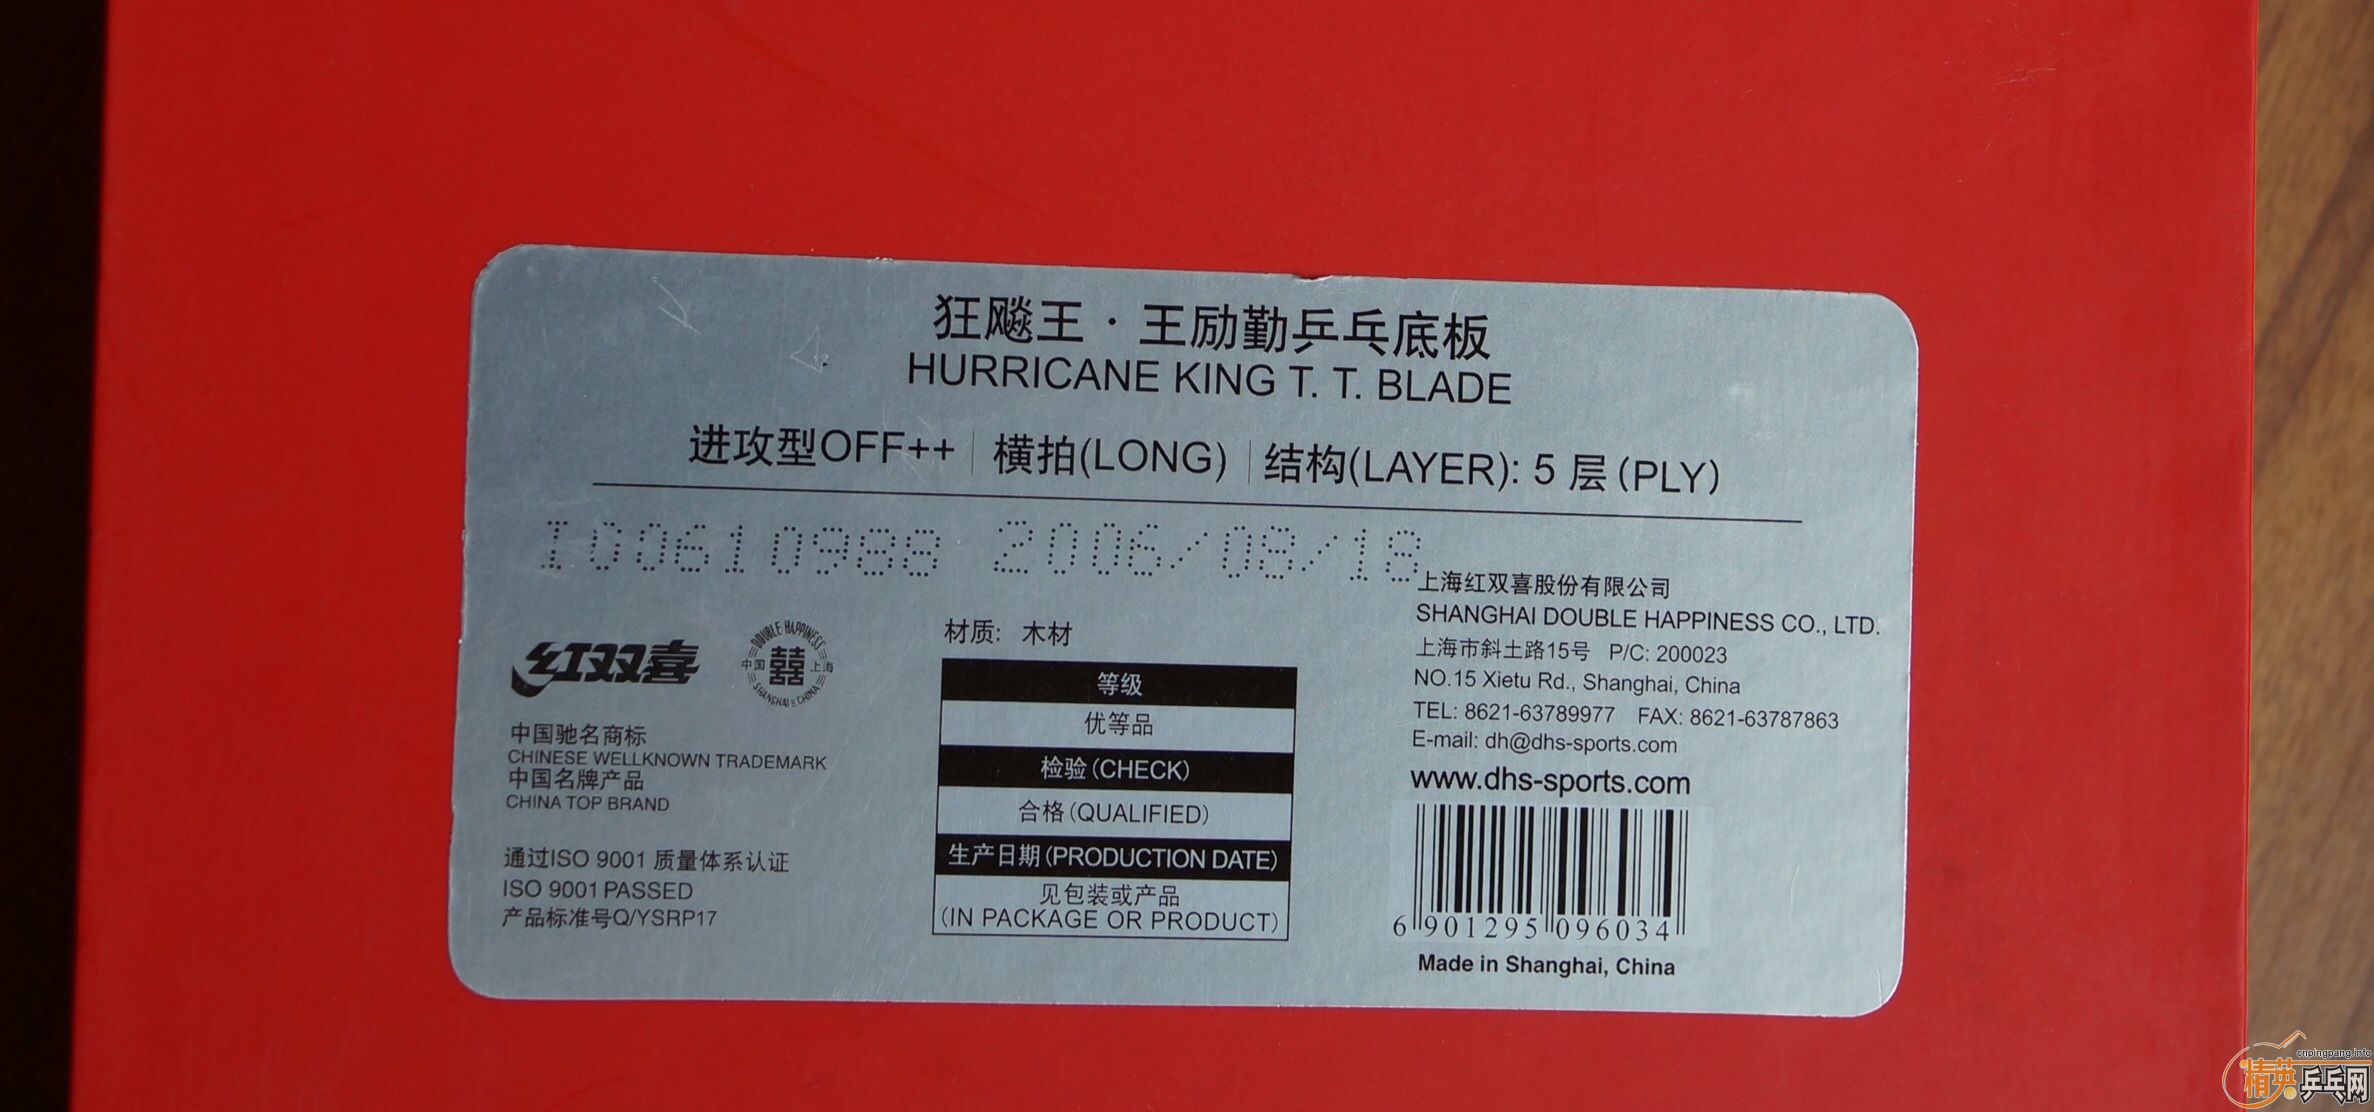 狂飚王·王励勤乒乓底板
HURRICANE KING T. T. BLADE
进攻型OFF++ 横拍(LONG) 结构(LAYER): 5 层(PLY)
I00610988 2006/08/18
红双喜
DOUBLE HAPPINESS
中国 囍 上海
SHANGHAI CHINA
中国驰名商标
CHINESE WELLKNOWN TRADEMARK
中国名牌产品
CHINA TOP BRAND
通过ISO 9001 质量体系认证
ISO 9001 PASSED
产品标准号Q/YSRP17
材质: 木材
等级
优等品
检验(CHECK)
合格(QUALIFIED)
生产日期(PRODUCTION DATE)
见包装或产品
(IN PACKAGE OR PRODUCT)
上海红双喜股份有限公司
SHANGHAI DOUBLE HAPPINESS CO., LTD.
上海市斜土路15号 P/C: 200023
NO.15 Xietu Rd., Shanghai, China
TEL: 8621-63789977 FAX: 8621-63787863
E-mail: dh@dhs-sports.com
www.dhs-sports.com
6 901295 096034
Made in Shanghai, China
cnpingpang.info
精英乒乓网